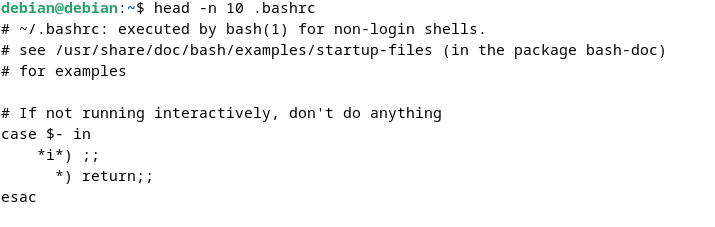 debian@debian:~$ head -n 10 .bashrc
# ~/.bashrc: executed by bash(1) for non-login shells.
# see /usr/share/doc/bash/examples/startup-files (in the package bash-doc)
# for examples

# If not running interactively, don't do anything
case $- in
    *i*) ;;
      *) return;;
esac